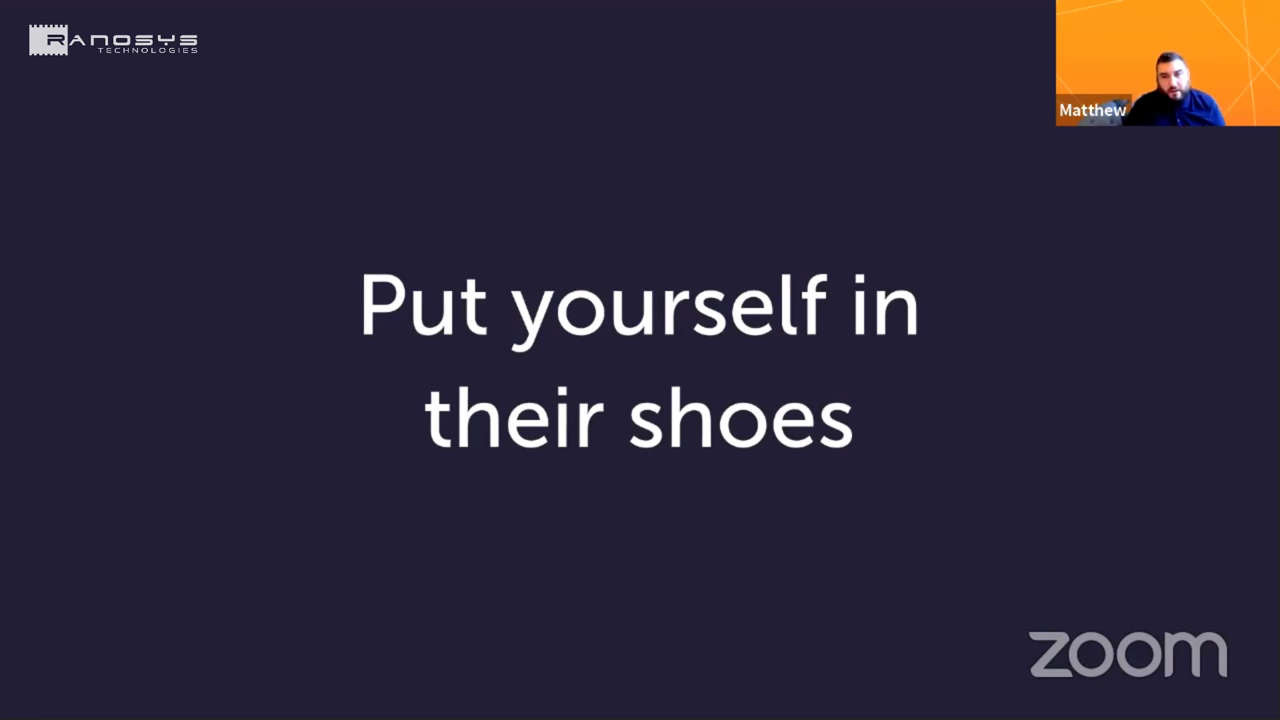 RANOSYS
TECHNOLOGIES
Matthew
Put yourself in
their shoes
zoom